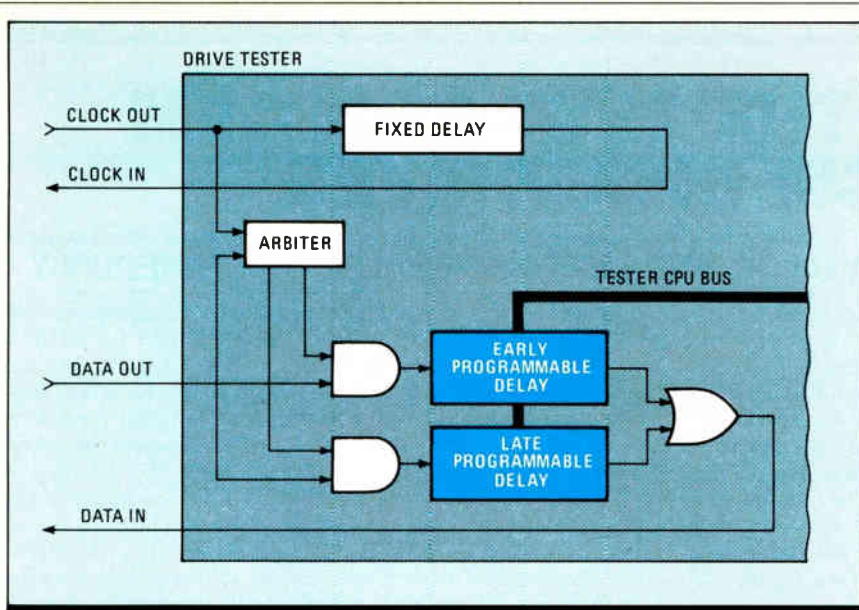 DRIVE TESTER
CLOCK OUT
FIXED DELAY
CLOCK IN
ARBITER
TESTER CPU BUS
EARLY
PROGRAMMABLE
DELAY
DATA OUT
LATE
PROGRAMMABLE
DELAY
DATA IN